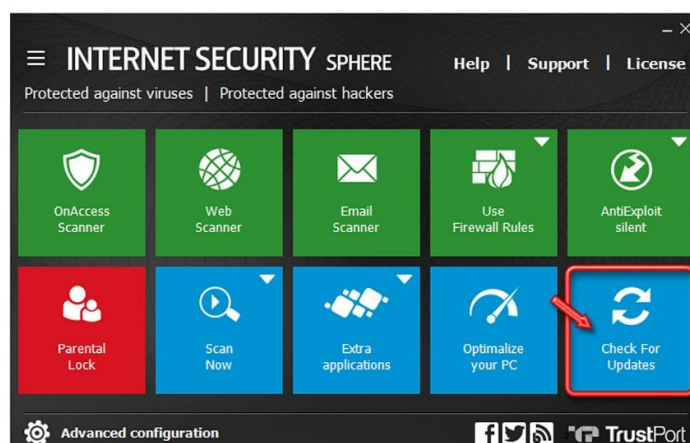 INTERNET SECURITY SPHERE
Help | Support | License
Protected against viruses | Protected against hackers
OnAccess
Scanner
Web
Scanner
Email
Scanner
Use
Firewall Rules
AntiExploit
silent
Parental
Lock
Scan
Now
Extra
applications
Optimalize
your PC
Check For
Updates
Advanced configuration
TrustPort